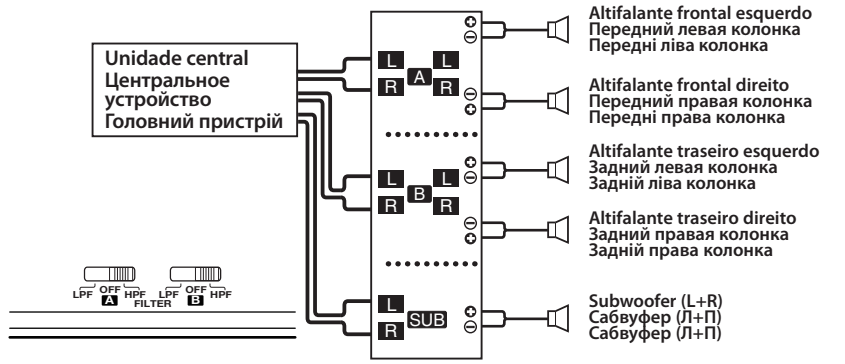 Unidade central
Центральное
устройство
Головний пристрій
L L
A
R R
L L
B
R R
L
SUB
R
Altifalante frontal esquerdo
Передний левая колонка
Передні ліва колонка
Altifalante frontal direito
Передний правая колонка
Передні права колонка
Altifalante traseiro esquerdo
Задний левая колонка
Задній ліва колонка
Altifalante traseiro direito
Задний правая колонка
Задній права колонка
Subwoofer (L+R)
Сабвуфер (Л+П)
Сабвуфер (Л+П)
LPF OFF HPF LPF OFF HPF
A FILTER B